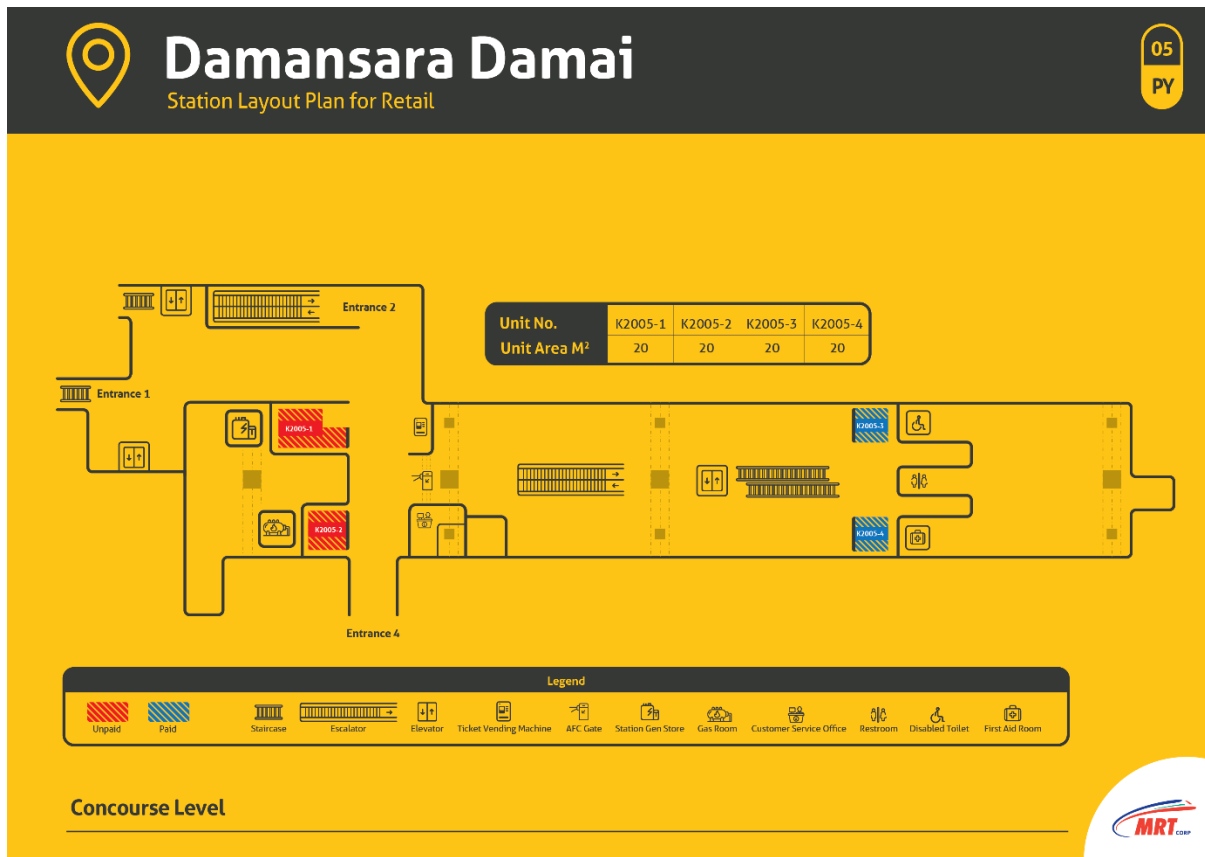 Damansara Damai
Station Layout Plan for Retail
05
PY
Entrance 2
Unit No. K2005-1 K2005-2 K2005-3 K2005-4
Unit Area M² 20 20 20 20
Entrance 1
K2005-1
K2005-3
K2005-2
K2005-4
Entrance 4
Legend
Unpaid Paid Staircase Escalator Elevator Ticket Vending Machine AFC Gate Station Gen Store Gas Room Customer Service Office Restroom Disabled Toilet First Aid Room
Concourse Level
MRT CORP